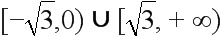 [-√3,0) ∪ [√3, + ∞)